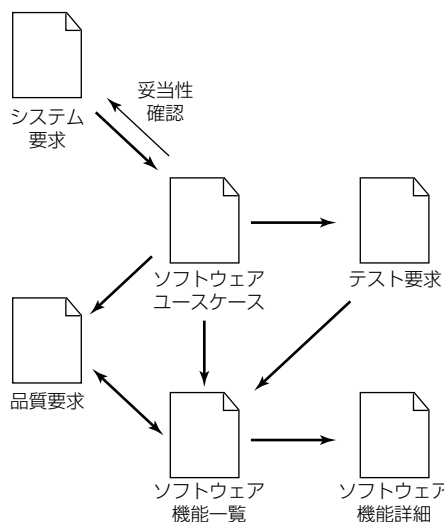 システム
要求
妥当性
確認
ソフトウェア
ユースケース
テスト要求
品質要求
ソフトウェア
機能一覧
ソフトウェア
機能詳細